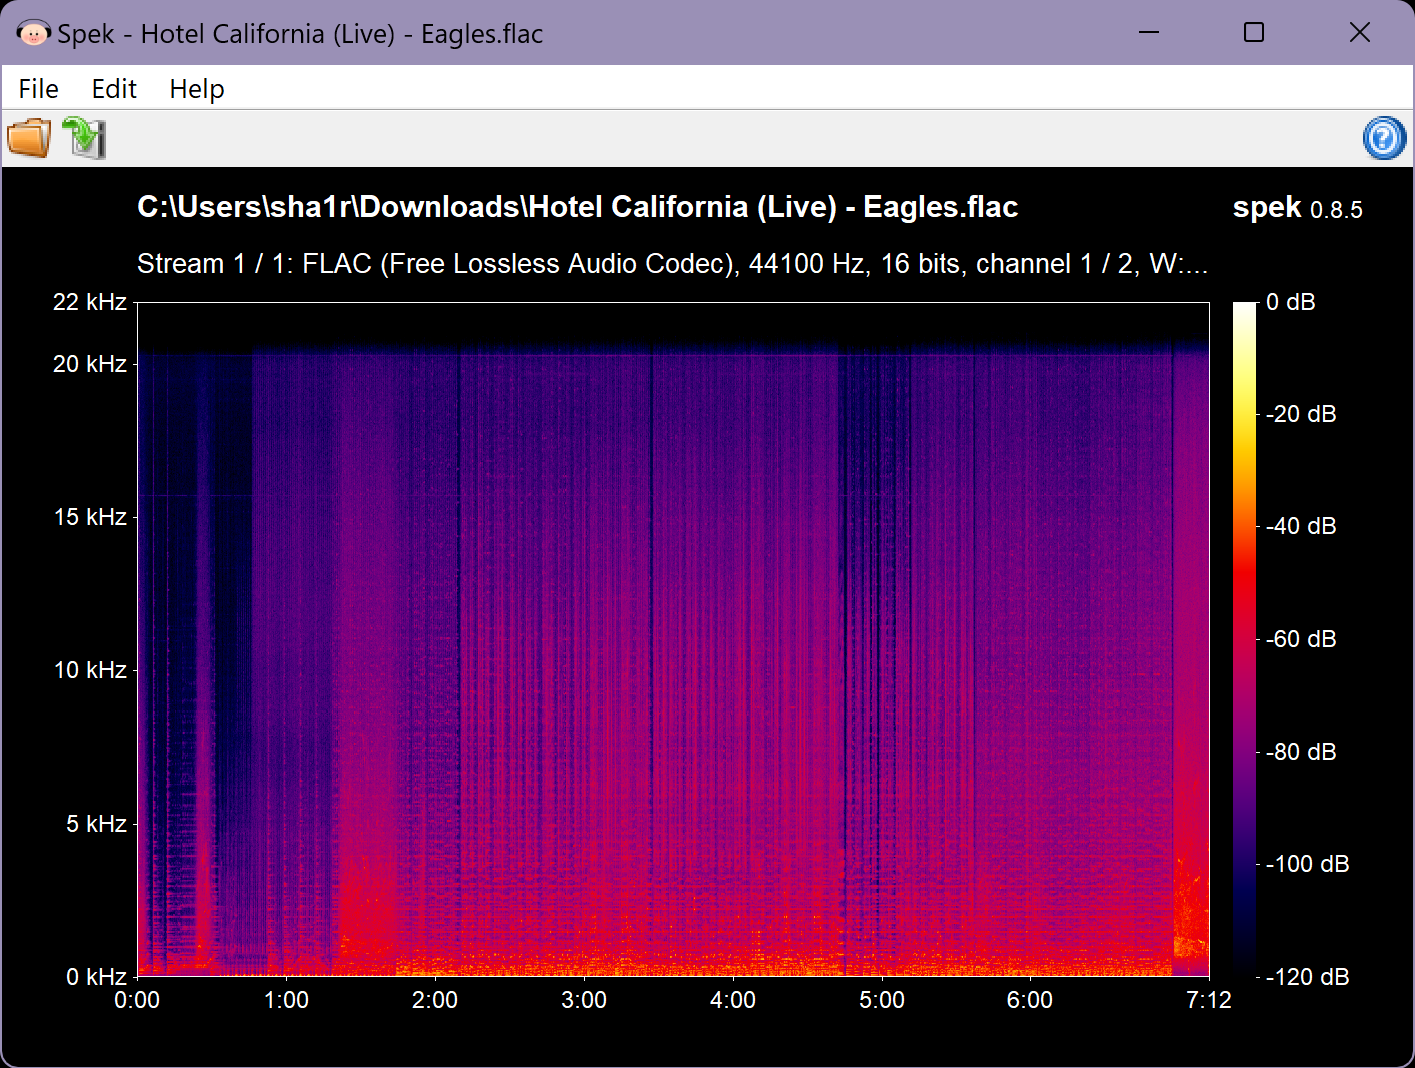 Spek - Hotel California (Live) - Eagles.flac
File Edit Help
C:\Users\sha1r\Downloads\Hotel California (Live) - Eagles.flac
spek 0.8.5
Stream 1 / 1: FLAC (Free Lossless Audio Codec), 44100 Hz, 16 bits, channel 1 / 2, W:...
22 kHz
20 kHz
15 kHz
10 kHz
5 kHz
0 kHz
0:00 1:00 2:00 3:00 4:00 5:00 6:00 7:12
0 dB
-20 dB
-40 dB
-60 dB
-80 dB
-100 dB
-120 dB